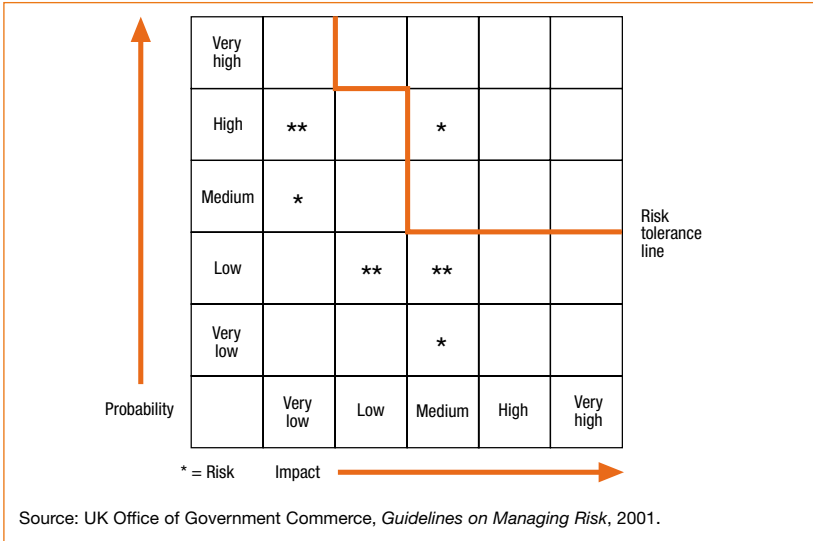 Very
high
High
**
*
Medium
*
Risk
tolerance
line
Low
**
**
Very
low
*
Probability
Very
low
Low
Medium
High
Very
high
* = Risk
Impact
Source: UK Office of Government Commerce, Guidelines on Managing Risk, 2001.